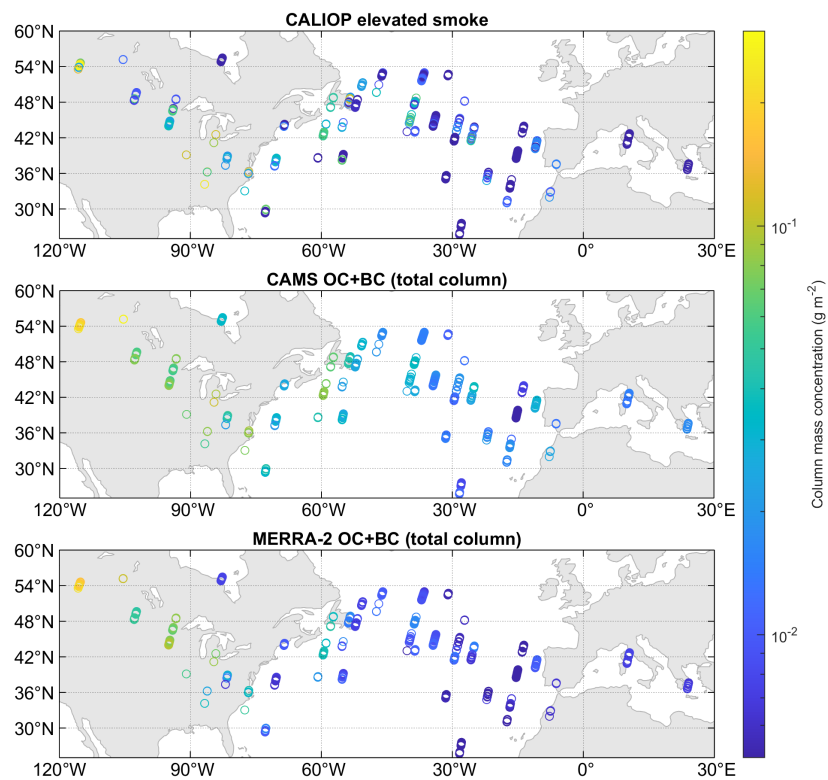 CALIOP elevated smoke
60°N
54°N
48°N
42°N
36°N
30°N
120°W 90°W 60°W 30°W 0° 30°E
CAMS OC+BC (total column)
60°N
54°N
48°N
42°N
36°N
30°N
120°W 90°W 60°W 30°W 0° 30°E
MERRA-2 OC+BC (total column)
60°N
54°N
48°N
42°N
36°N
30°N
120°W 90°W 60°W 30°W 0° 30°E
10⁻¹
10⁻²
Column mass concentration (g m⁻²)